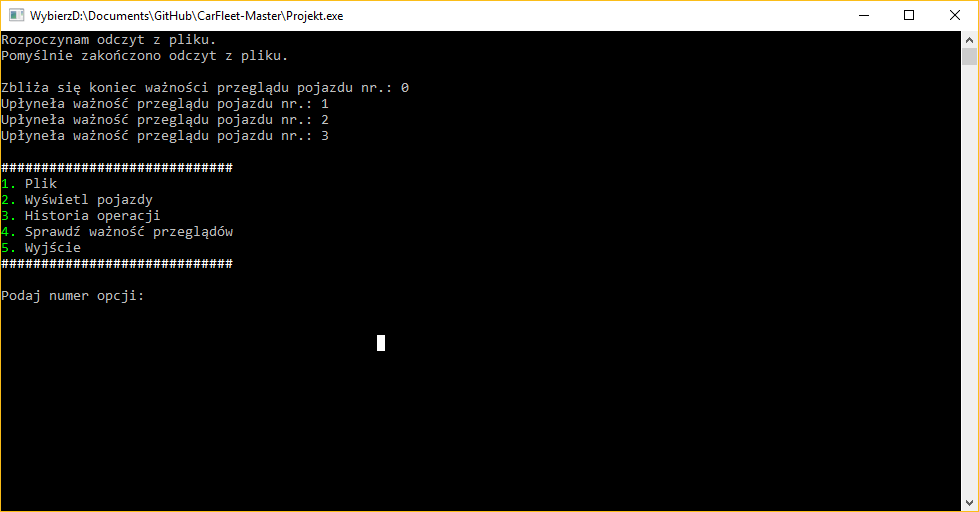 WybierzD:\Documents\GitHub\CarFleet-Master\Projekt.exe
Rozpoczynam odczyt z pliku.
Pomyślnie zakończono odczyt z pliku.
Zbliża się koniec ważności przeglądu pojazdu nr.: 0
Upłyneła ważność przeglądu pojazdu nr.: 1
Upłyneła ważność przeglądu pojazdu nr.: 2
Upłyneła ważność przeglądu pojazdu nr.: 3
#############################
1. Plik
2. Wyświetl pojazdy
3. Historia operacji
4. Sprawdź ważność przeglądów
5. Wyjście
#############################
Podaj numer opcji: